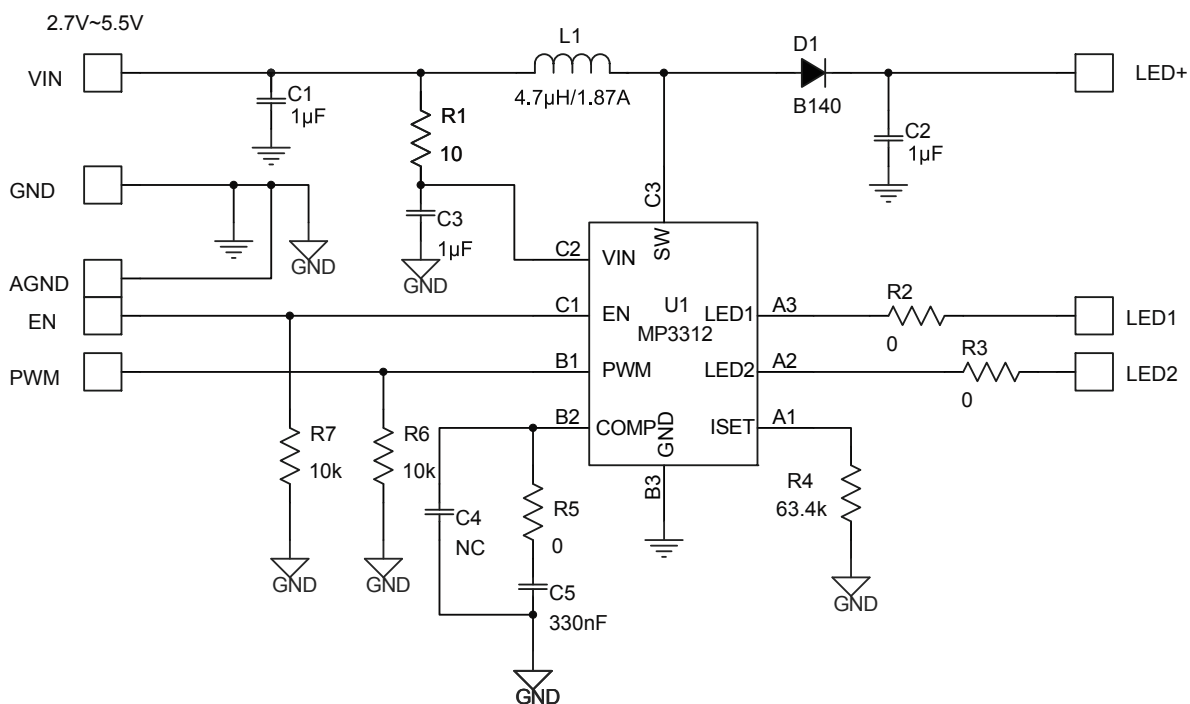 2.7V~5.5V
VIN
C1
1µF
R1
10
L1
4.7µH/1.87A
D1
B140
C2
1µF
LED+
GND
GND
C3
1µF
GND
AGND
EN
PWM
C3
SW
C2
VIN
C1
EN
U1
MP3312
LED1
A3
R2
0
LED1
B1
PWM
LED2
A2
R3
0
LED2
B2
COMP
GND
ISET
A1
B3
R7
10k
R6
10k
C4
NC
R5
0
R4
63.4k
C5
330nF
GND
GND
GND
GND